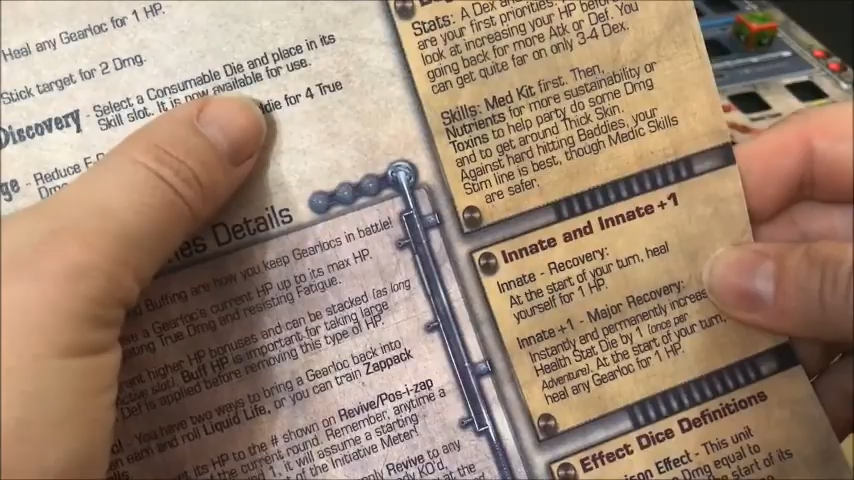 Heal any Gearloc for 1 HP.
Stick target for 2 Dmg.
Discovery - Select a Consumable Die and place in its
Skill slot. It is now available for use.
die for 4 True
- Reduce
Details
and Buffing are how you keep Gearlocs in battle!
a Gearloc's current HP up to its max HP.
True Dmg and resisting Fatigue.
higher HP bonuses and can be stacked (as long
active slot). Buff HP is important for taking large
Def is applied before removing this type of HP.
You have two ways to bring a Gearloc back into
and roll Liquid Life, or you can train Zappack
its HP to the # shown on Revive/Pos-i-zap
the current round. Remember, anytime a
1, it will assume a starting
of the Initiative Meter.
only Revive to
KO'd,
Stats: A Dex
are your first priorities.
look at increasing your HP before
going back for more Atk or Def. You
can get quite far on only 3-4 Dex.
Skills: Med Kit first. Then,
Nutrients for more sustainability or
Toxins to help party do some Dmg
and get around Thick Skin.
Against hard hitting Baddies, your
Stim line is best, though Medic Skills
are safer.
Innate and Innate +1
Innate - Recovery:
At the start of your turn, heal
yourself for 1 HP.
Innate +1 - Major Recovery:
Instantly and permanently increase
Health Stat Die by 1 (once per
Adventure). At the start of your turn,
heal any Gearloc for 1 HP.
Effect Dice Definitions
Poison Effect - This unit
Dmg equal to
start of its